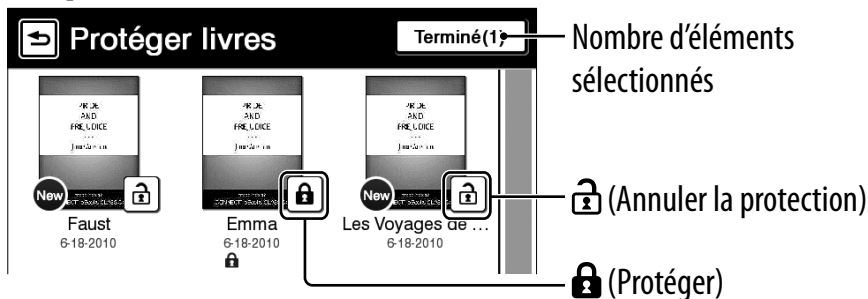 Protéger livres
Terminé(1)
Nombre d'éléments
sélectionnés
PRIDE
AND
PREJUDICE
PRIDE
AND
PREJUDICE
PRIDE
AND
PREJUDICE
New
New
(Annuler la protection)
Faust
Emma
Les Voyages de ...
6-18-2010
6-18-2010
6-18-2010
(Protéger)